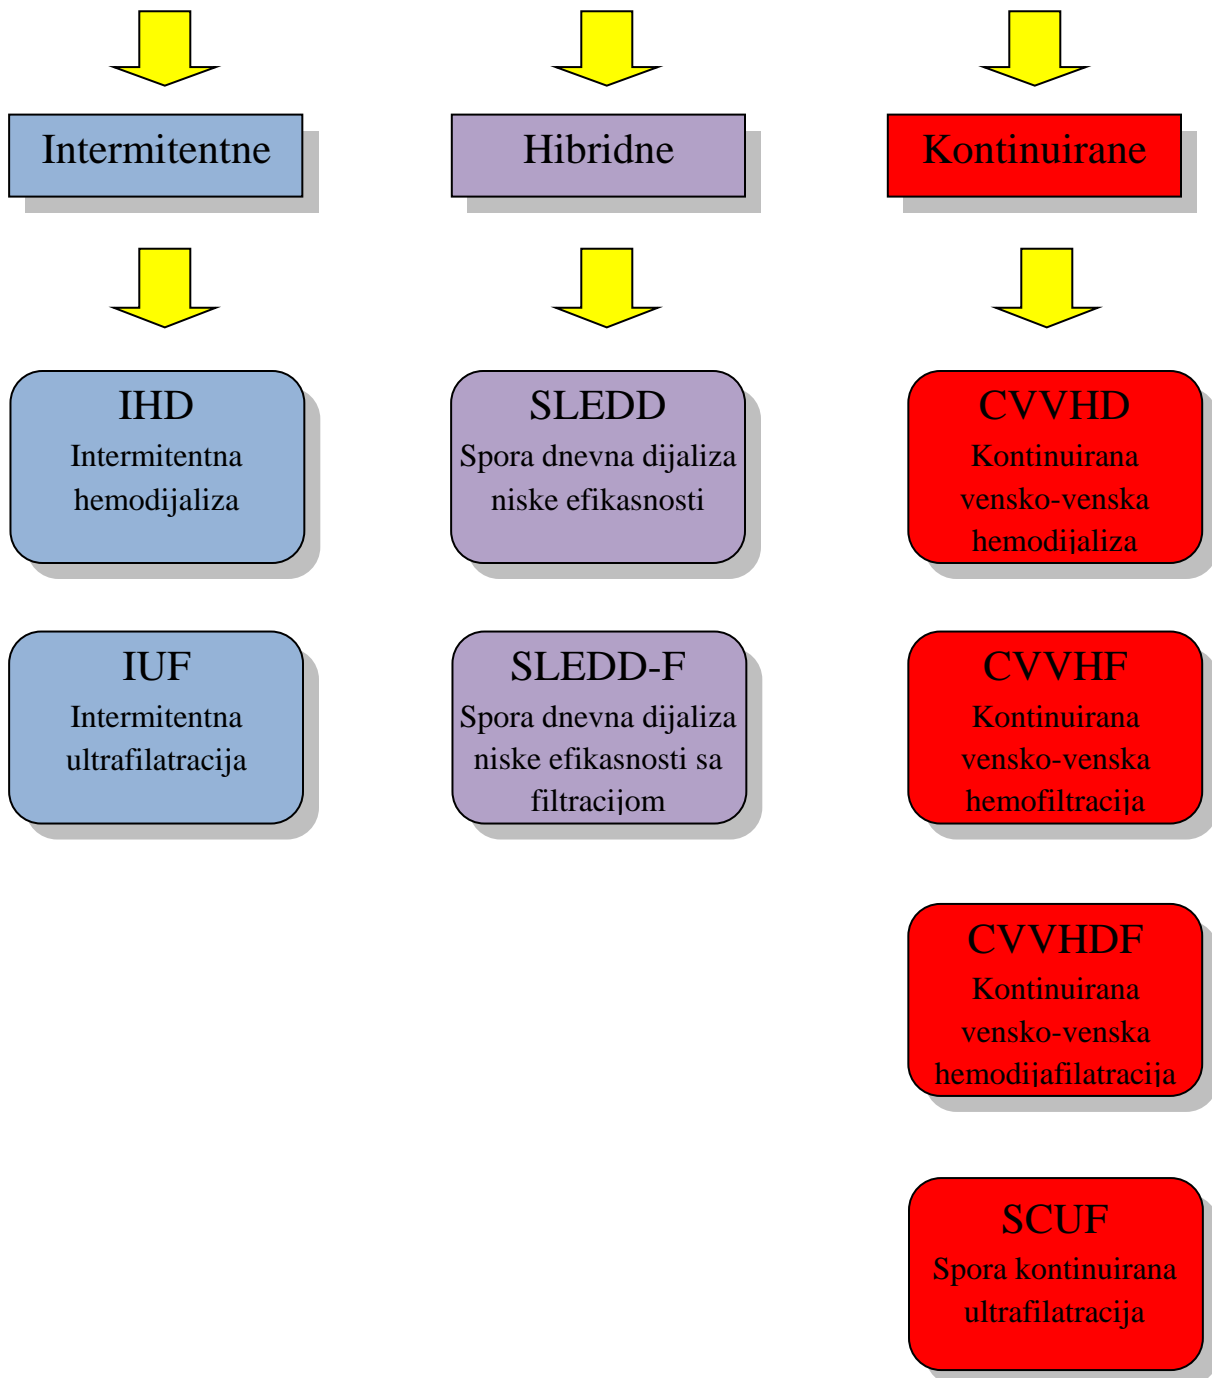 Intermitentne
Hibridne
Kontinuirane
IHD
Intermitentna
hemodijaliza
SLEDD
Spora dnevna dijaliza
niske efikasnosti
CVVHD
Kontinuirana
vensko-venska
hemodijaliza
IUF
Intermitentna
ultrafilatracija
SLEDD-F
Spora dnevna dijaliza
niske efikasnosti sa
filtracijom
CVVHF
Kontinuirana
vensko-venska
hemofiltracija
CVVHDF
Kontinuirana
vensko-venska
hemodijafilatracija
SCUF
Spora kontinuirana
ultrafilatracija